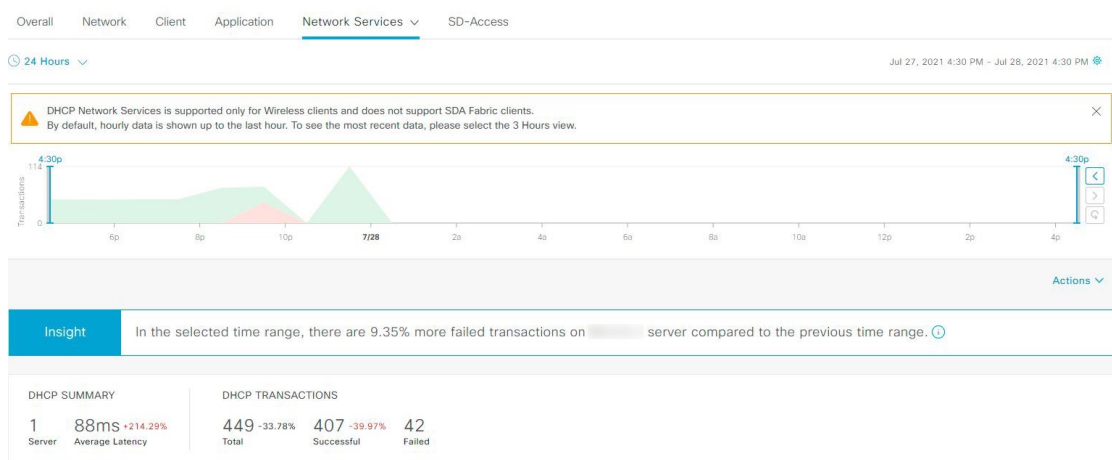 Overall Network Client Application Network Services SD-Access
24 Hours Jul 27, 2021 4:30 PM - Jul 28, 2021 4:30 PM
DHCP Network Services is supported only for Wireless clients and does not support SDA Fabric clients.
By default, hourly data is shown up to the last hour. To see the most recent data, please select the 3 Hours view.
4:30p 4:30p
114
Transactions
0
6p 8p 10p 7/28 2a 4a 6a 8a 10a 12p 2p 4p
Actions
Insight In the selected time range, there are 9.35% more failed transactions on server compared to the previous time range.
DHCP SUMMARY DHCP TRANSACTIONS
1 88ms +214.29% 449 -33.78% 407 -39.97% 42
Server Average Latency Total Successful Failed